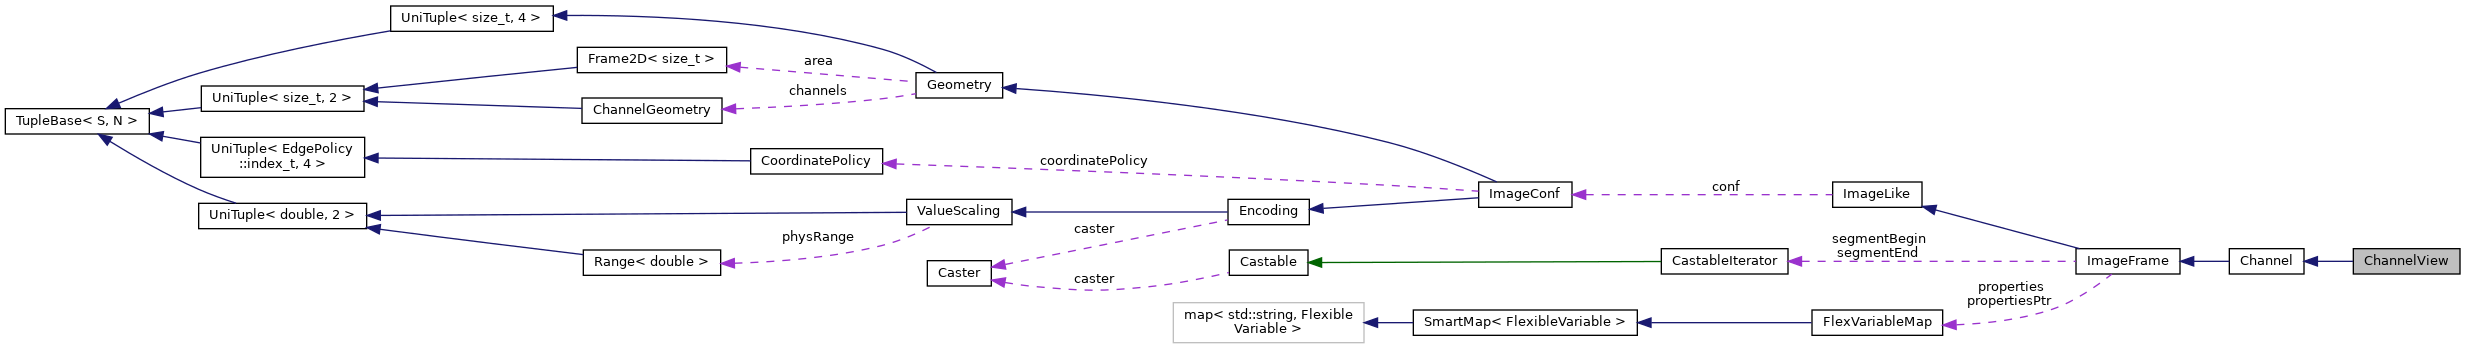 UniTuple< size_t, 4 >
Frame2D< size_t >
area
Geometry
channels
UniTuple< size_t, 2 >
ChannelGeometry
TupleBase< S, N >
UniTuple< EdgePolicy
::index_t, 4 >
CoordinatePolicy
coordinatePolicy
ImageConf
conf
ImageLike
UniTuple< double, 2 >
ValueScaling
Encoding
physRange
caster
Range< double >
Caster
caster
Castable
CastableIterator
segmentBegin
segmentEnd
ImageFrame
Channel
ChannelView
properties
propertiesPtr
map< std::string, Flexible
Variable >
SmartMap< FlexibleVariable >
FlexVariableMap